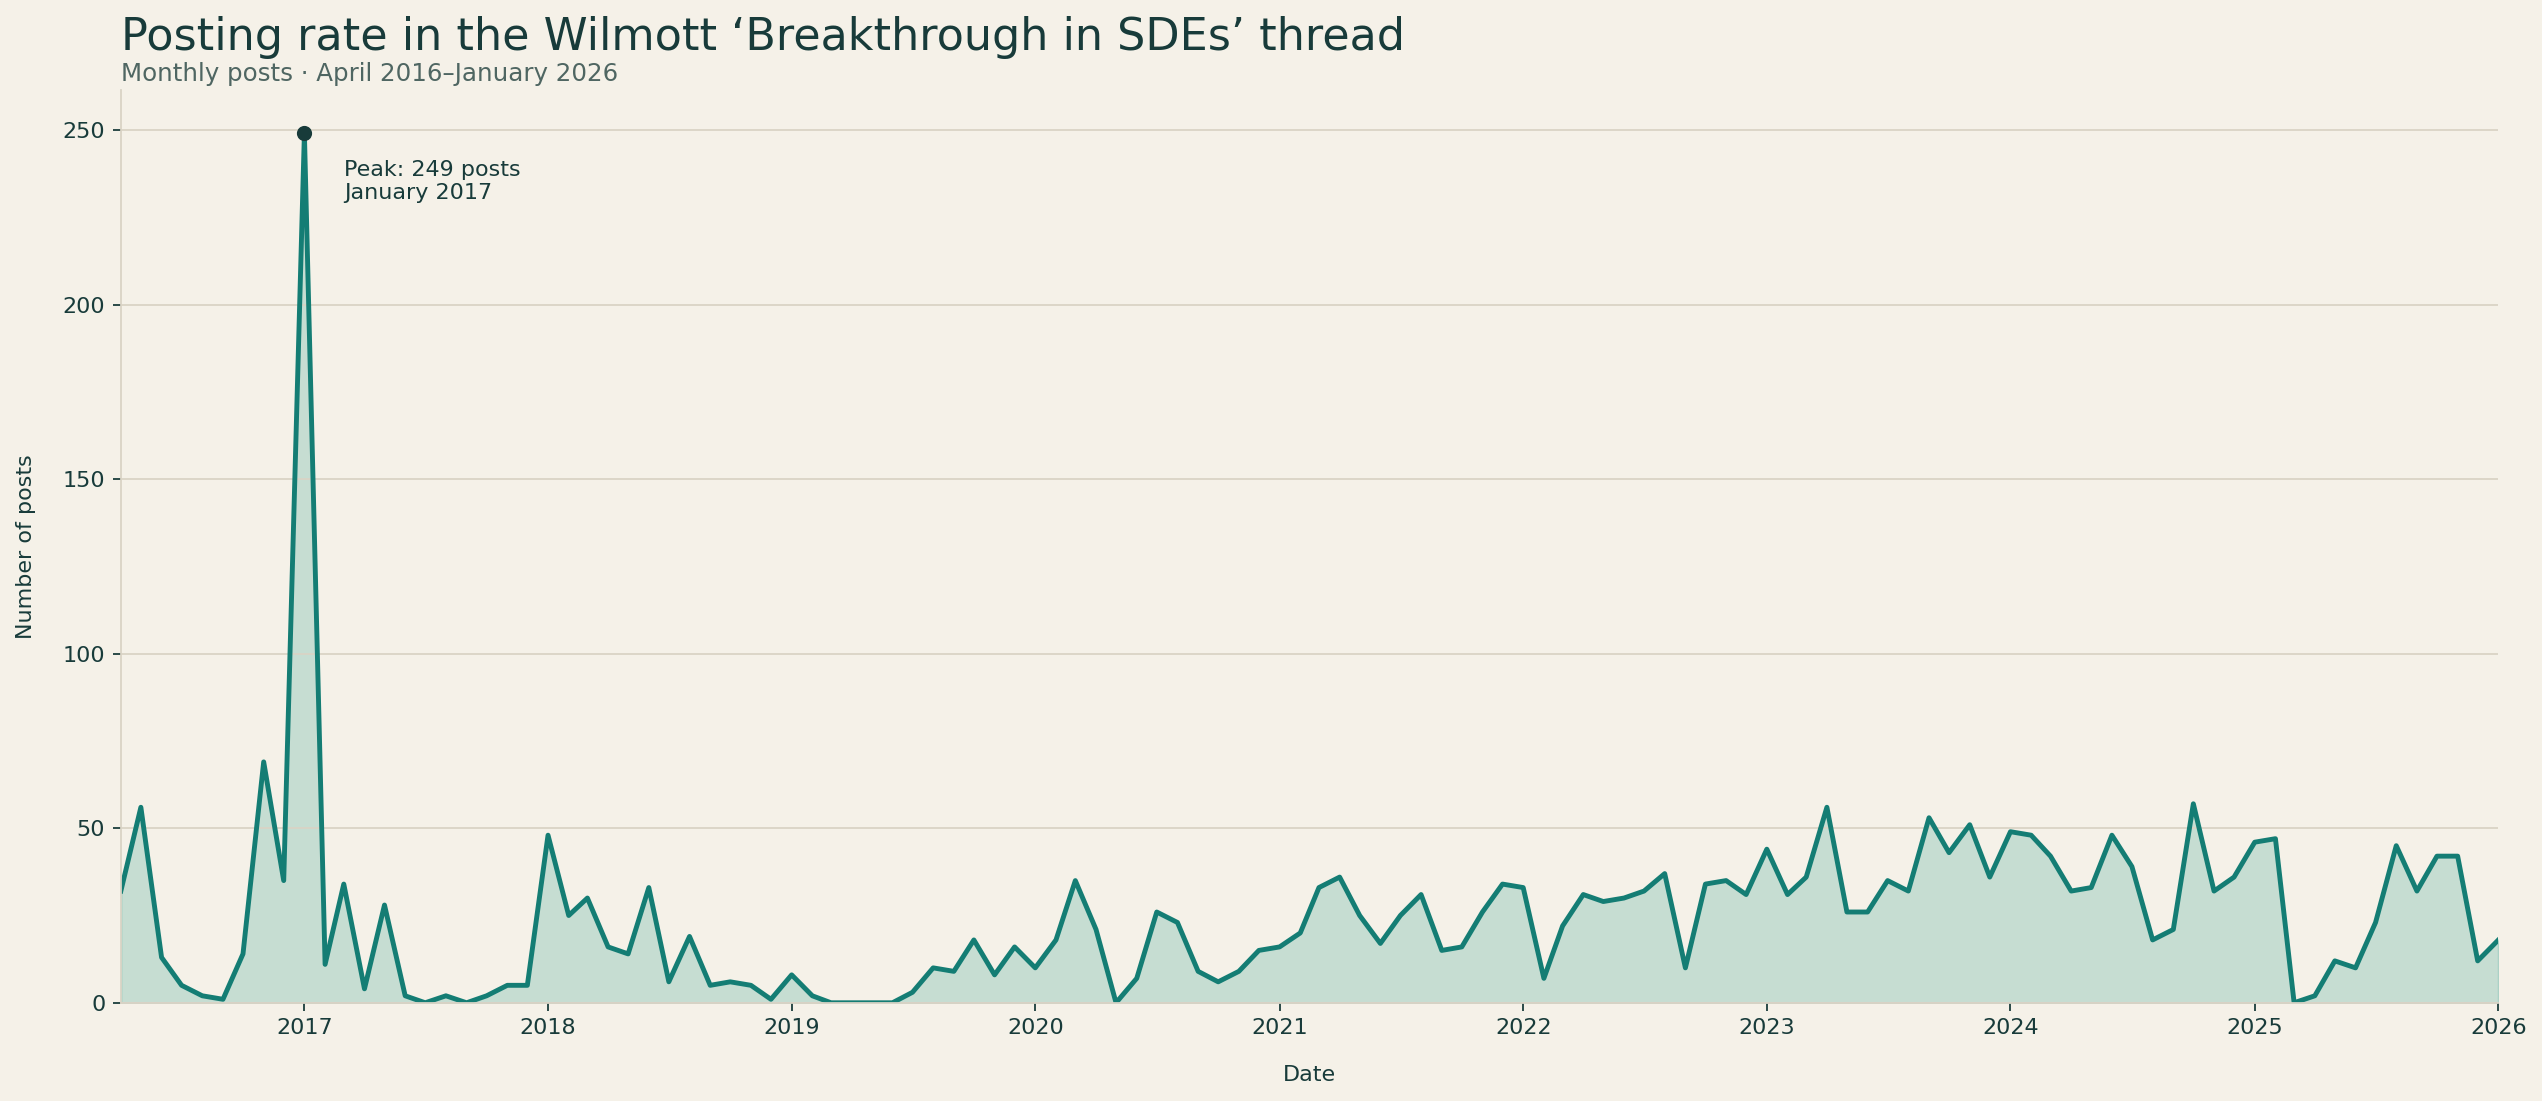 Posting rate in the Wilmott ‘Breakthrough in SDEs’ thread
Monthly posts · April 2016–January 2026
Peak: 249 posts
January 2017
Number of posts
250
200
150
100
50
0
2017 2018 2019 2020 2021 2022 2023 2024 2025 2026
Date